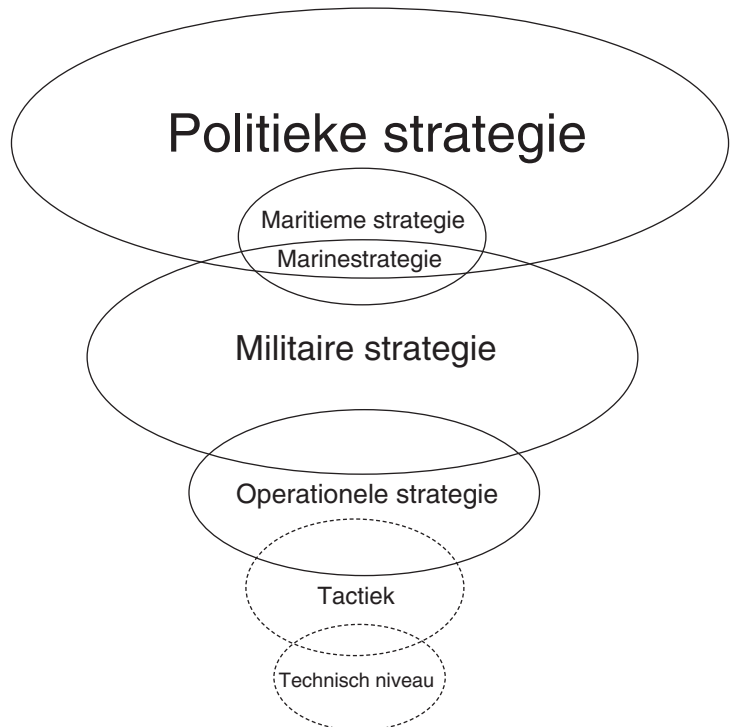 Politieke strategie
Maritieme strategie
Marinestrategie
Militaire strategie
Operationele strategie
Tactiek
Technisch niveau